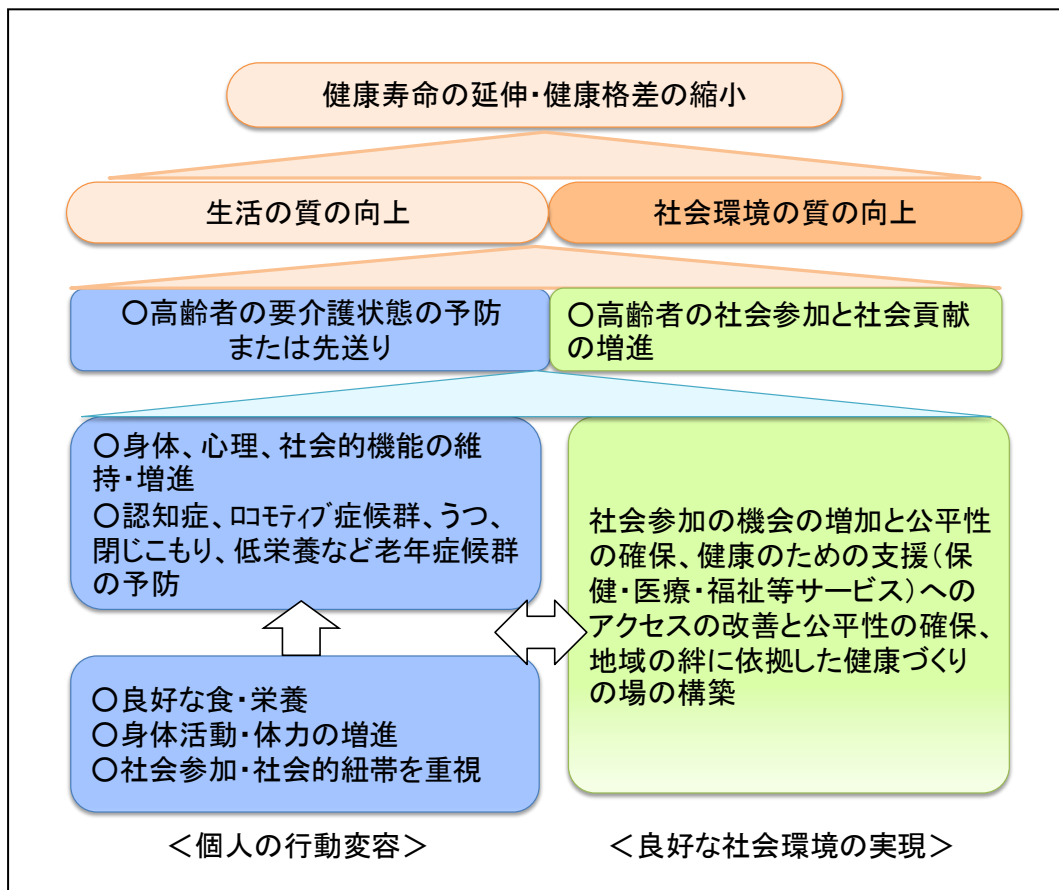 健康寿命の延伸・健康格差の縮小
生活の質の向上
社会環境の質の向上
○高齢者の要介護状態の予防
または先送り
○高齢者の社会参加と社会貢献
の増進
○身体、心理、社会的機能の維
持・増進
○認知症、ﾛｺﾓﾃｨﾌﾞ症候群、うつ、
閉じこもり、低栄養など老年症候群
の予防
社会参加の機会の増加と公平性
の確保、健康のための支援（保
健・医療・福祉等サービス）への
アクセスの改善と公平性の確保、
地域の絆に依拠した健康づくり
の場の構築
○良好な食・栄養
○身体活動・体力の増進
○社会参加・社会的紐帯を重視
＜個人の行動変容＞
＜良好な社会環境の実現＞